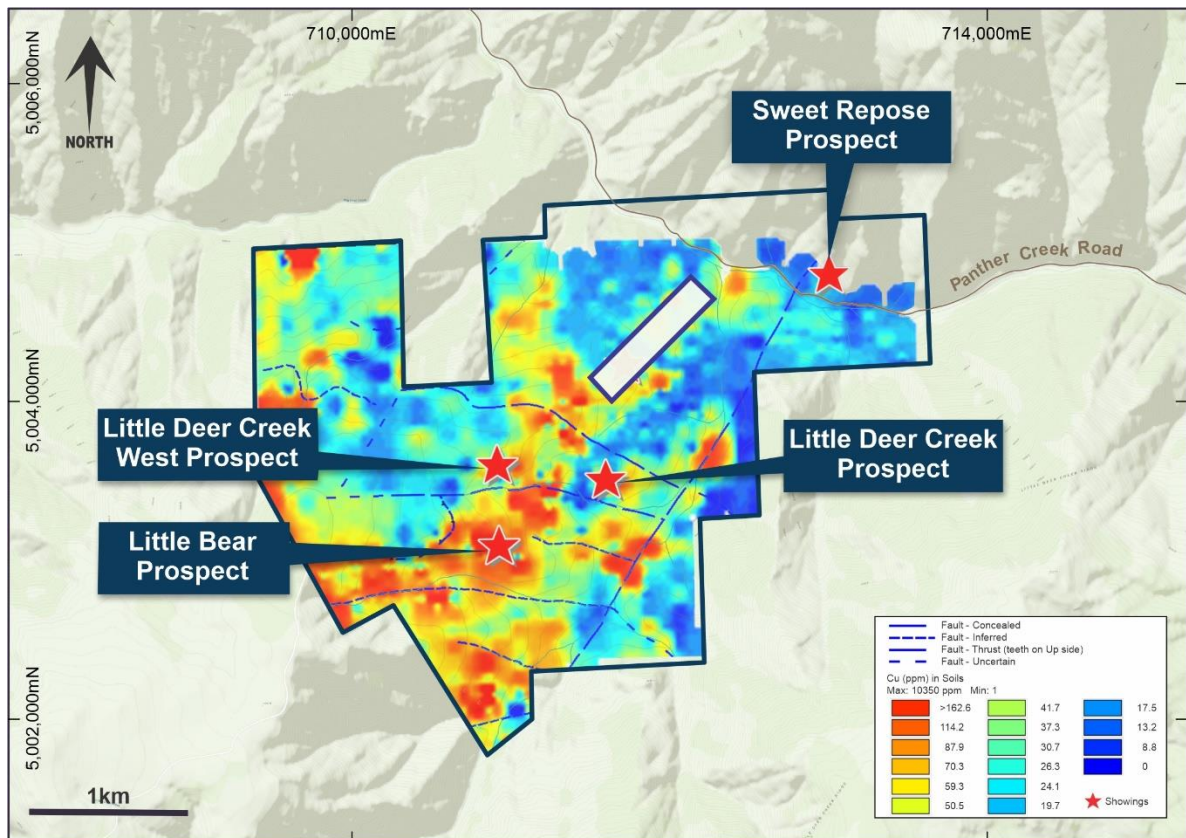 710,000mE
714,000mE
5,006,000mN
5,004,000mN
5,002,000mN
NORTH
Sweet Repose
Prospect
Panther Creek Road
Little Deer Creek
West Prospect
Little Deer Creek
Prospect
Little Bear
Prospect
1km
Fault - Concealed
Fault - Inferred
Fault - Thrust (teeth on Up side)
Fault - Uncertain
Cu (ppm) in Soils
Max: 10350 ppm Min: 1
>162.6
114.2
87.9
70.3
59.3
50.5
41.7
37.3
30.7
26.3
24.1
19.7
17.5
13.2
8.8
0
Showings